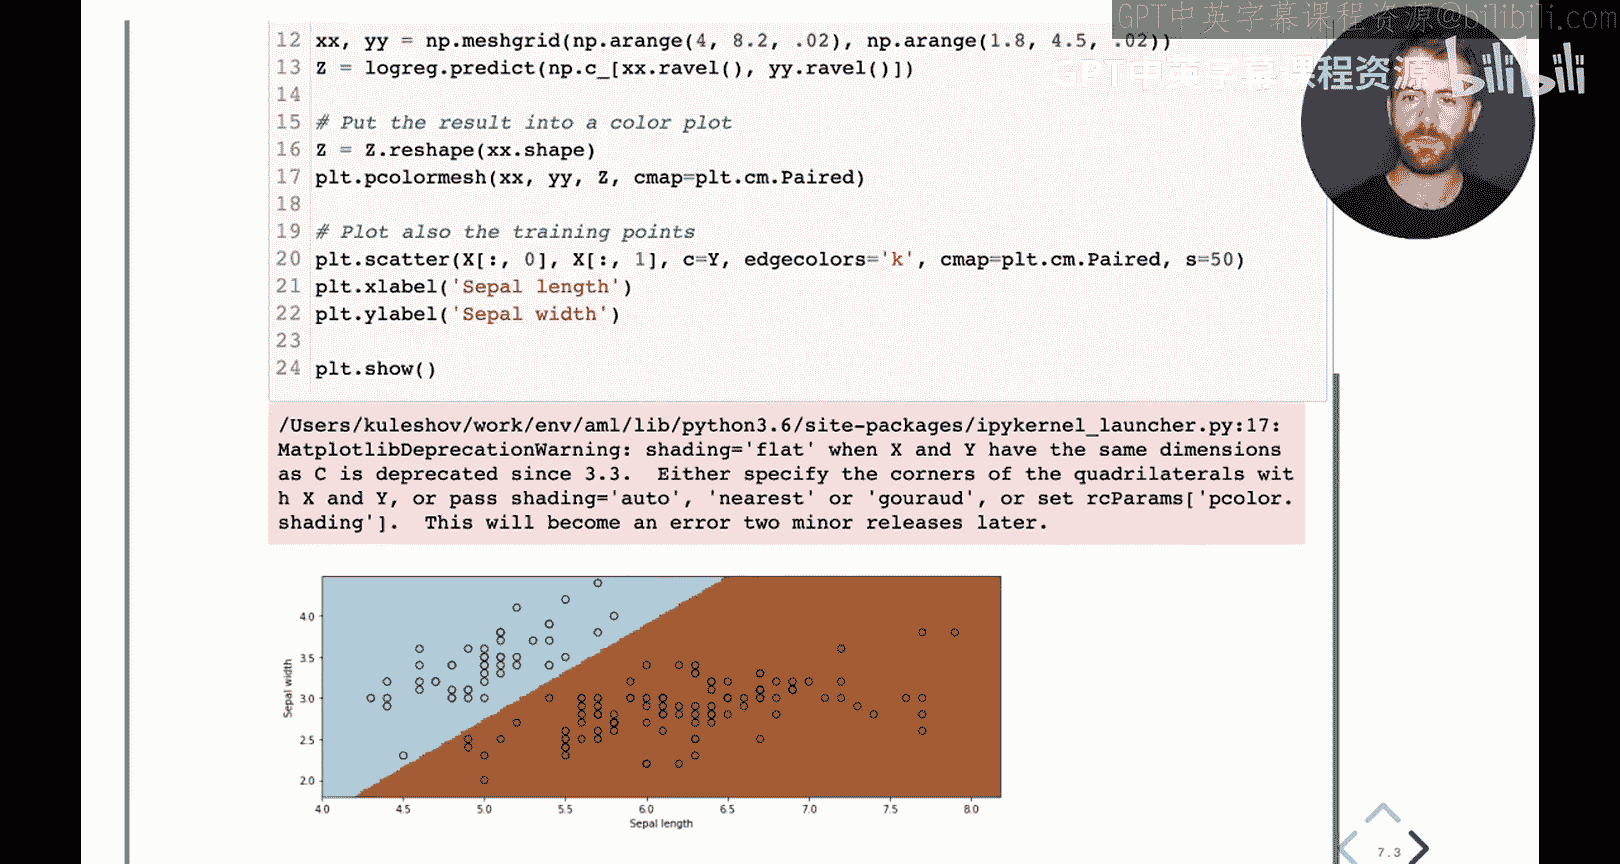 GPT中英字幕课程资源@bilibili.com
GPT中英字幕课程资源 bilibili
12 xx, yy = np.meshgrid(np.arange(4, 8.2, .02), np.arange(1.8, 4.5, .02))
13 Z = logreg.predict(np.c_[xx.ravel(), yy.ravel()])
14
15 # Put the result into a color plot
16 Z = Z.reshape(xx.shape)
17 plt.pcolormesh(xx, yy, Z, cmap=plt.cm.Paired)
18
19 # Plot also the training points
20 plt.scatter(X[:, 0], X[:, 1], c=Y, edgecolors='k', cmap=plt.cm.Paired, s=50)
21 plt.xlabel('Sepal length')
22 plt.ylabel('Sepal width')
23
24 plt.show()
/Users/kuleshov/work/env/aml/lib/python3.6/site-packages/ipykernel_launcher.py:17:
MatplotlibDeprecationWarning: shading='flat' when X and Y have the same dimensions
as C is deprecated since 3.3.  Either specify the corners of the quadrilaterals wit
h X and Y, or pass shading='auto', 'nearest' or 'gouraud', or set rcParams['pcolor.
shading'].  This will become an error two minor releases later.
4.0
3.5
3.0
2.5
2.0
Sepal width
4.0 4.5 5.0 5.5 6.0 6.5 7.0 7.5 8.0
Sepal length
7.3